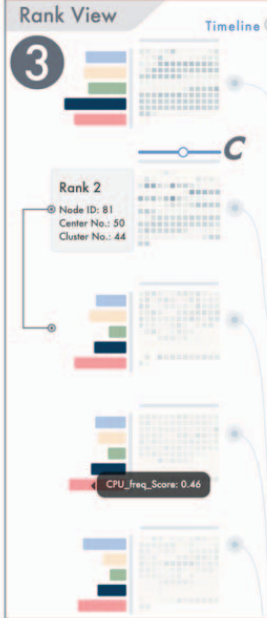 Rank View
Timeline
3
C
Rank 2
Node ID: 81
Center No.: 50
Cluster No.: 44
CPU_freq_Score: 0.46